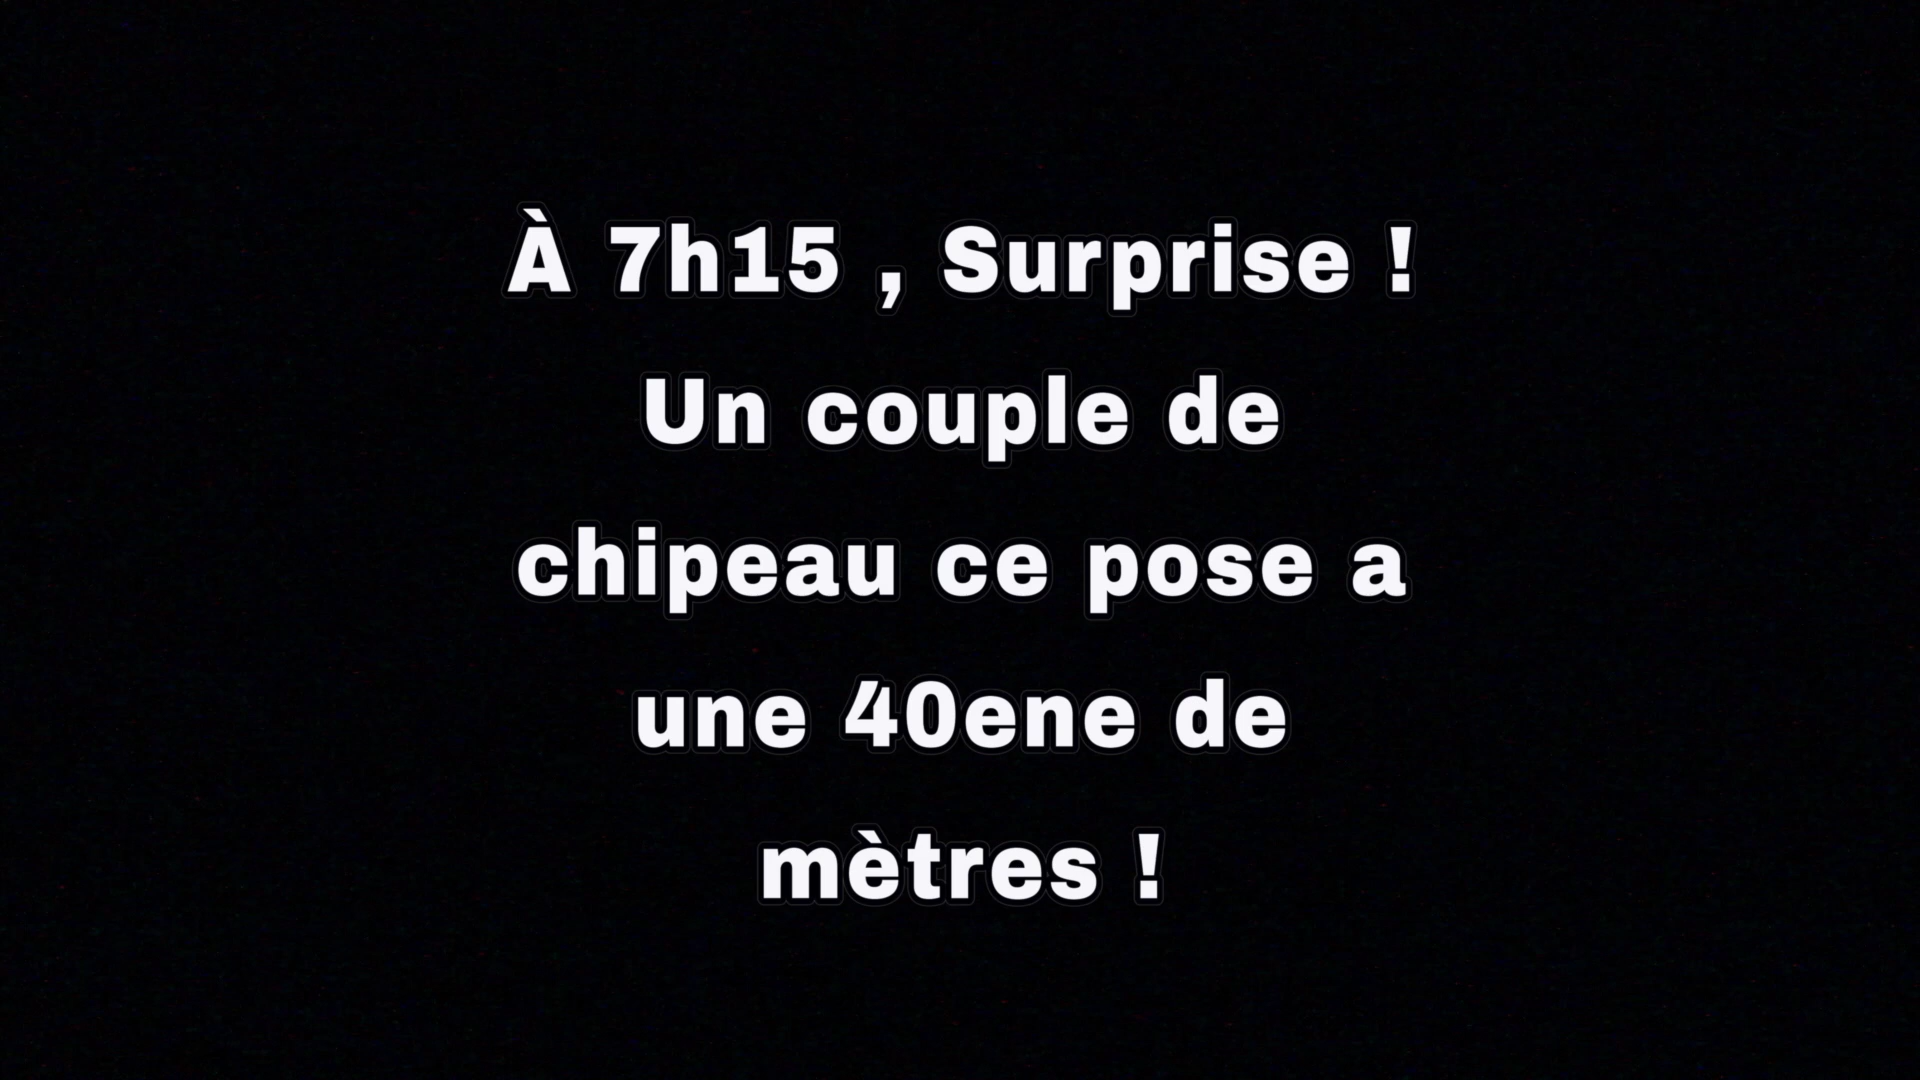 À 7h15 , Surprise !
Un couple de
chipeau ce pose a
une 40ene de
mètres !